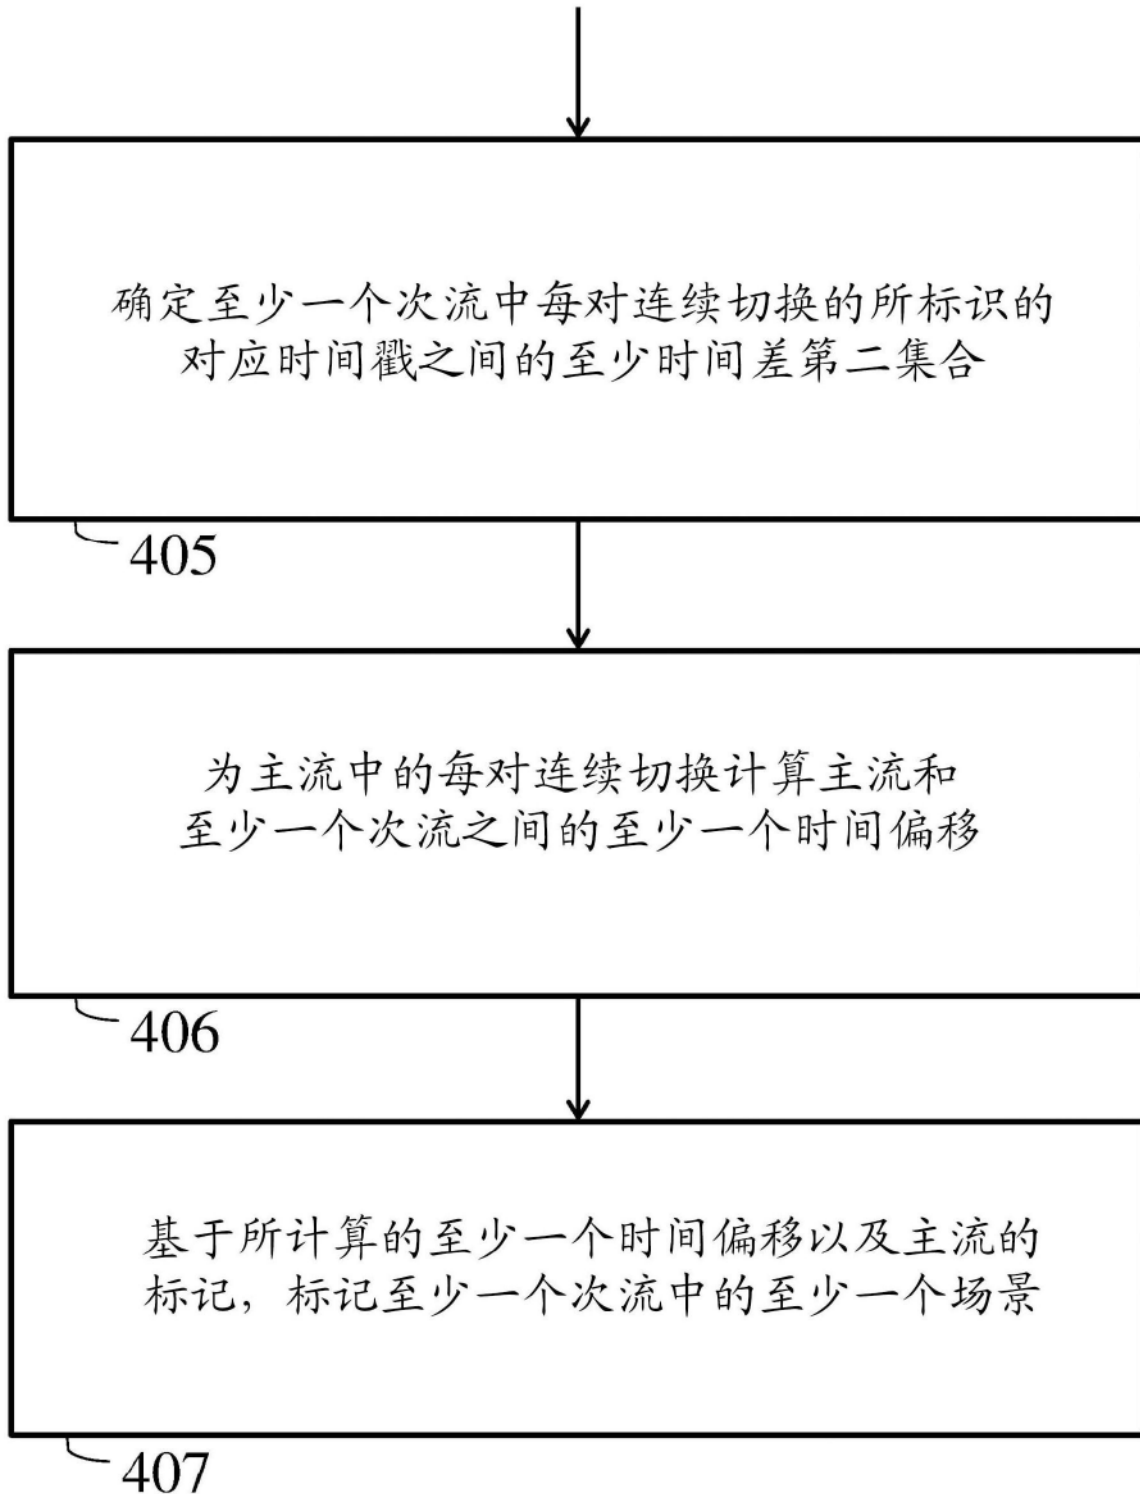 确定至少一个次流中每对连续切换的所标识的
对应时间戳之间的至少时间差第二集合
405
为主流中的每对连续切换计算主流和
至少一个次流之间的至少一个时间偏移
406
基于所计算的至少一个时间偏移以及主流的
标记，标记至少一个次流中的至少一个场景
407